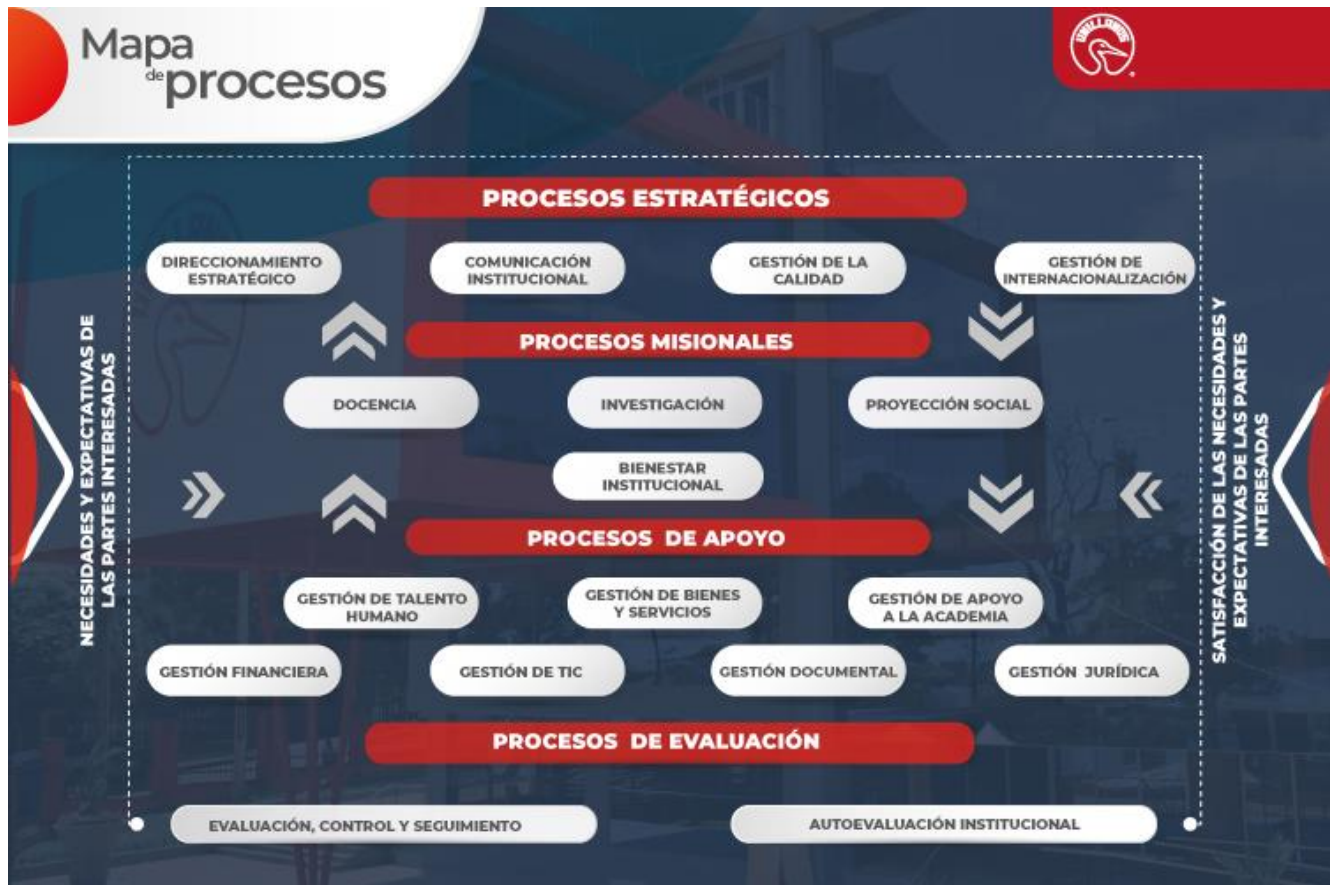 Mapa
de procesos
UNILLANOS
PROCESOS ESTRATÉGICOS
DIRECCIONAMIENTO
ESTRATÉGICO
COMUNICACIÓN
INSTITUCIONAL
GESTIÓN DE LA
CALIDAD
GESTIÓN DE
INTERNACIONALIZACIÓN
PROCESOS MISIONALES
DOCENCIA
INVESTIGACIÓN
PROYECCIÓN SOCIAL
BIENESTAR
INSTITUCIONAL
PROCESOS DE APOYO
GESTIÓN DE TALENTO
HUMANO
GESTIÓN DE BIENES
Y SERVICIOS
GESTIÓN DE APOYO
A LA ACADEMIA
GESTIÓN FINANCIERA
GESTIÓN DE TIC
GESTIÓN DOCUMENTAL
GESTIÓN JURÍDICA
PROCESOS DE EVALUACIÓN
EVALUACIÓN, CONTROL Y SEGUIMIENTO
AUTOEVALUACIÓN INSTITUCIONAL
NECESIDADES Y EXPECTATIVAS DE
LAS PARTES INTERESADAS
SATISFACCIÓN DE LAS NECESIDADES Y
EXPECTATIVAS DE LAS PARTES
INTERESADAS